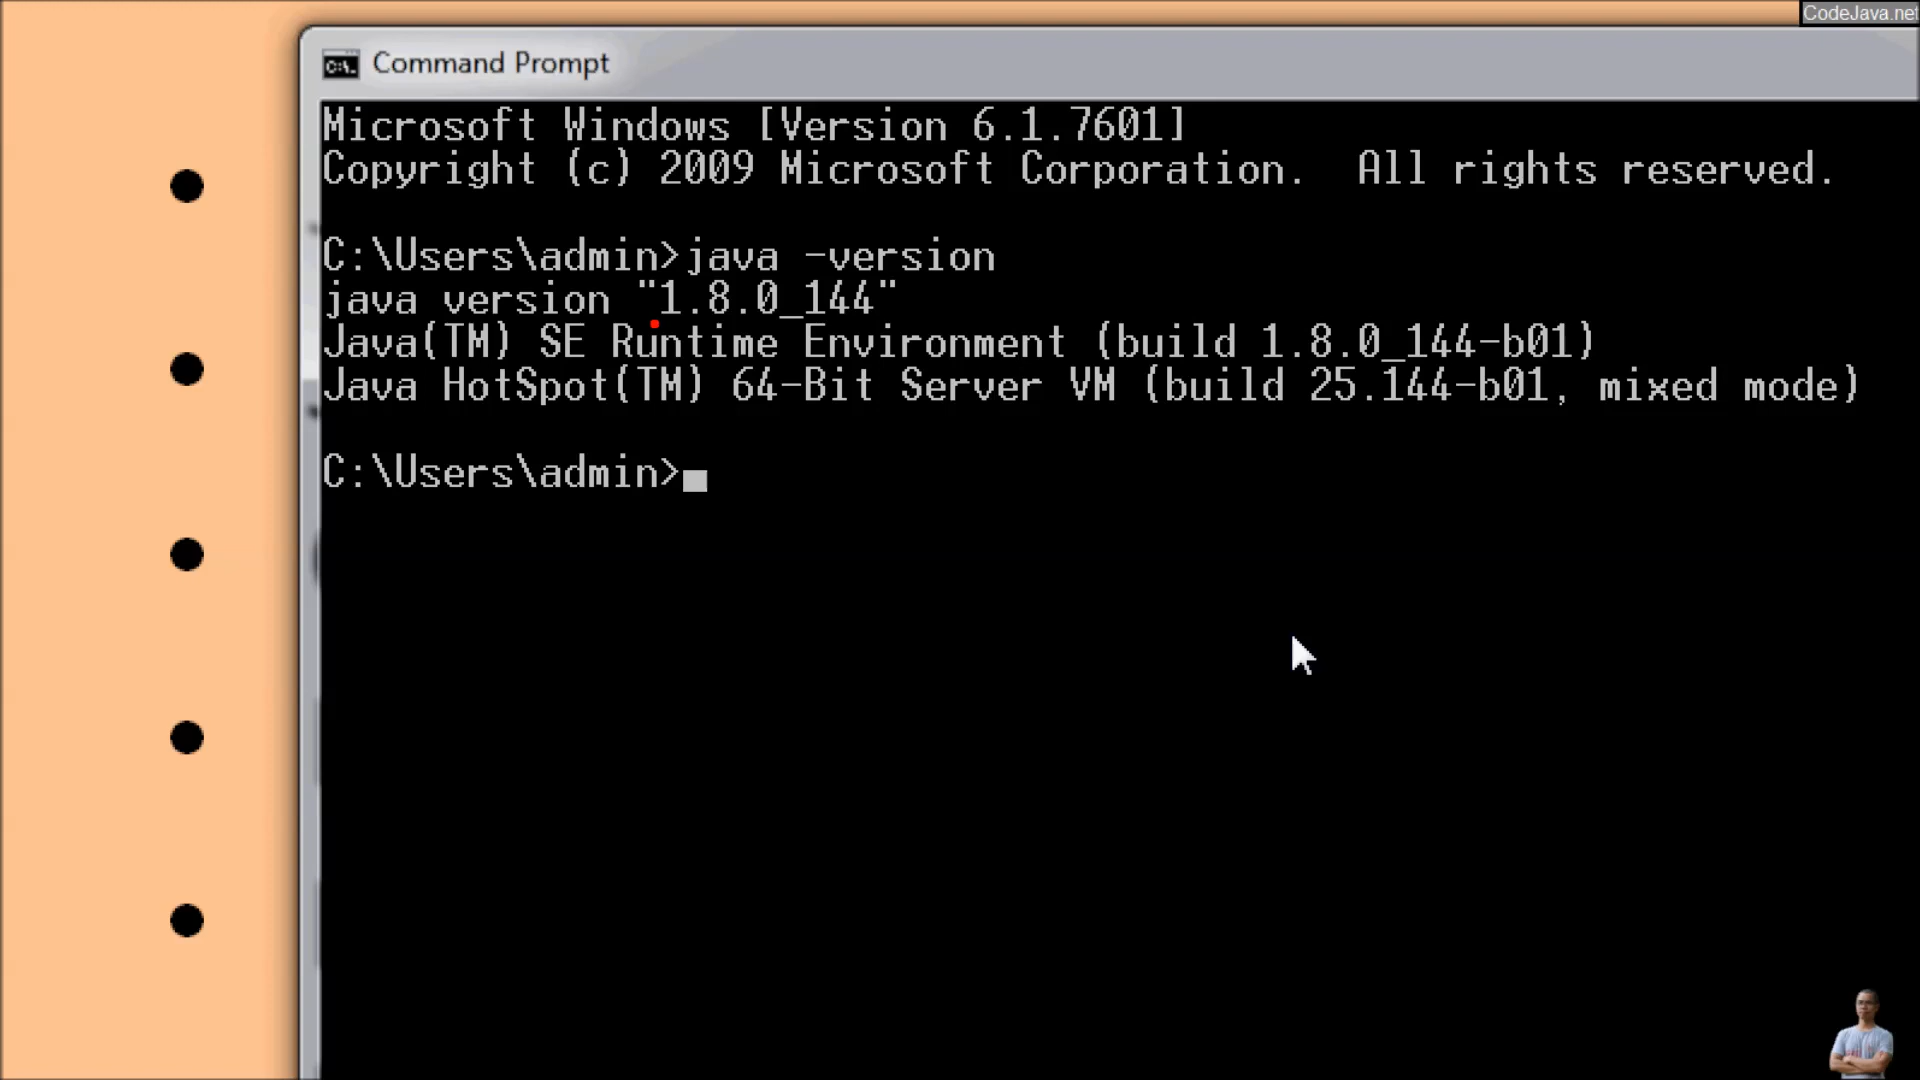 CodeJava.net
Command Prompt
Microsoft Windows [Version 6.1.7601]
Copyright (c) 2009 Microsoft Corporation.  All rights reserved.
C:\Users\admin>java -version
java version "1.8.0_144"
Java(TM) SE Runtime Environment (build 1.8.0_144-b01)
Java HotSpot(TM) 64-Bit Server VM (build 25.144-b01, mixed mode)
C:\Users\admin>